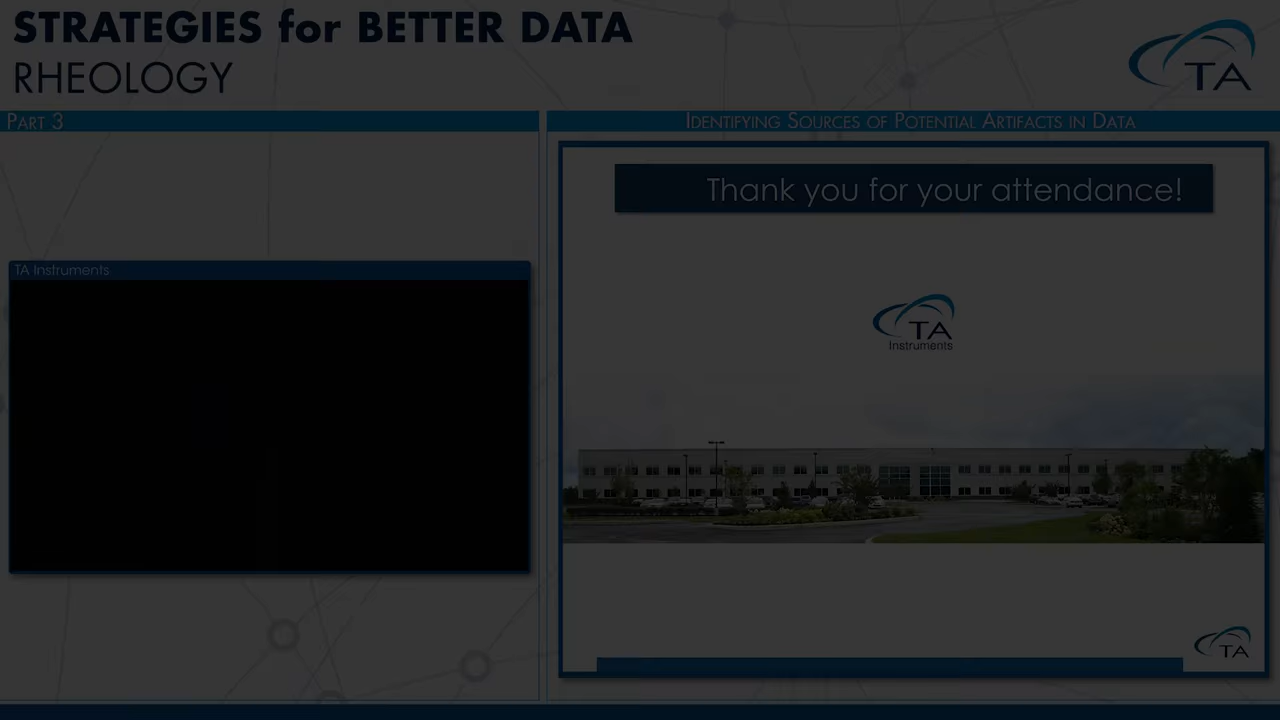 STRATEGIES for BETTER DATA
RHEOLOGY
TA
PART 3
IDENTIFYING SOURCES OF POTENTIAL ARTIFACTS IN DATA
Thank you for your attendance!
TA Instruments
TA
Instruments
TA